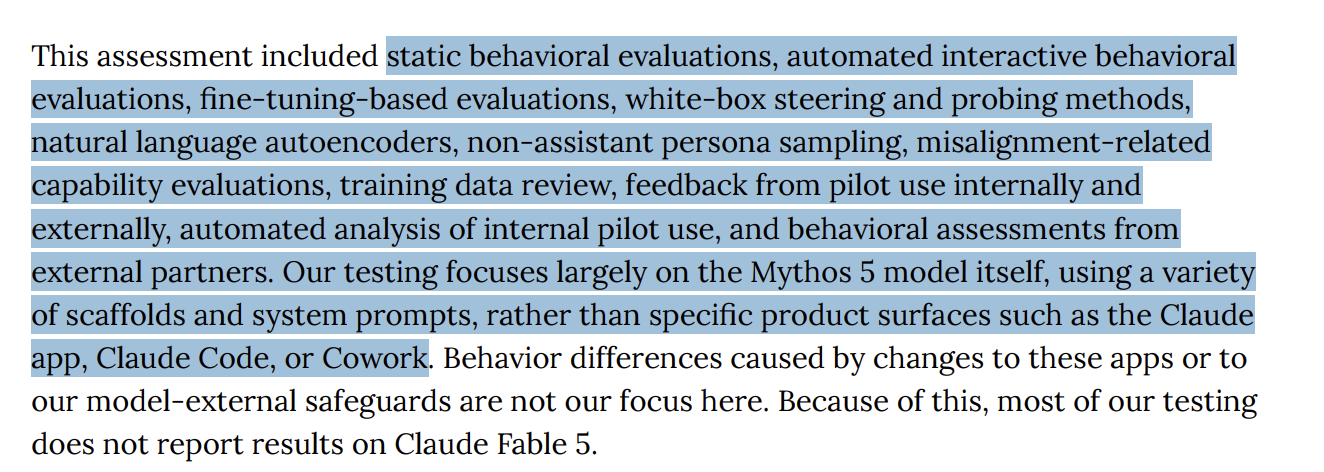 This assessment included static behavioral evaluations, automated interactive behavioral
evaluations, fine-tuning-based evaluations, white-box steering and probing methods,
natural language autoencoders, non-assistant persona sampling, misalignment-related
capability evaluations, training data review, feedback from pilot use internally and
externally, automated analysis of internal pilot use, and behavioral assessments from
external partners. Our testing focuses largely on the Mythos 5 model itself, using a variety
of scaffolds and system prompts, rather than specific product surfaces such as the Claude
app, Claude Code, or Cowork. Behavior differences caused by changes to these apps or to
our model-external safeguards are not our focus here. Because of this, most of our testing
does not report results on Claude Fable 5.